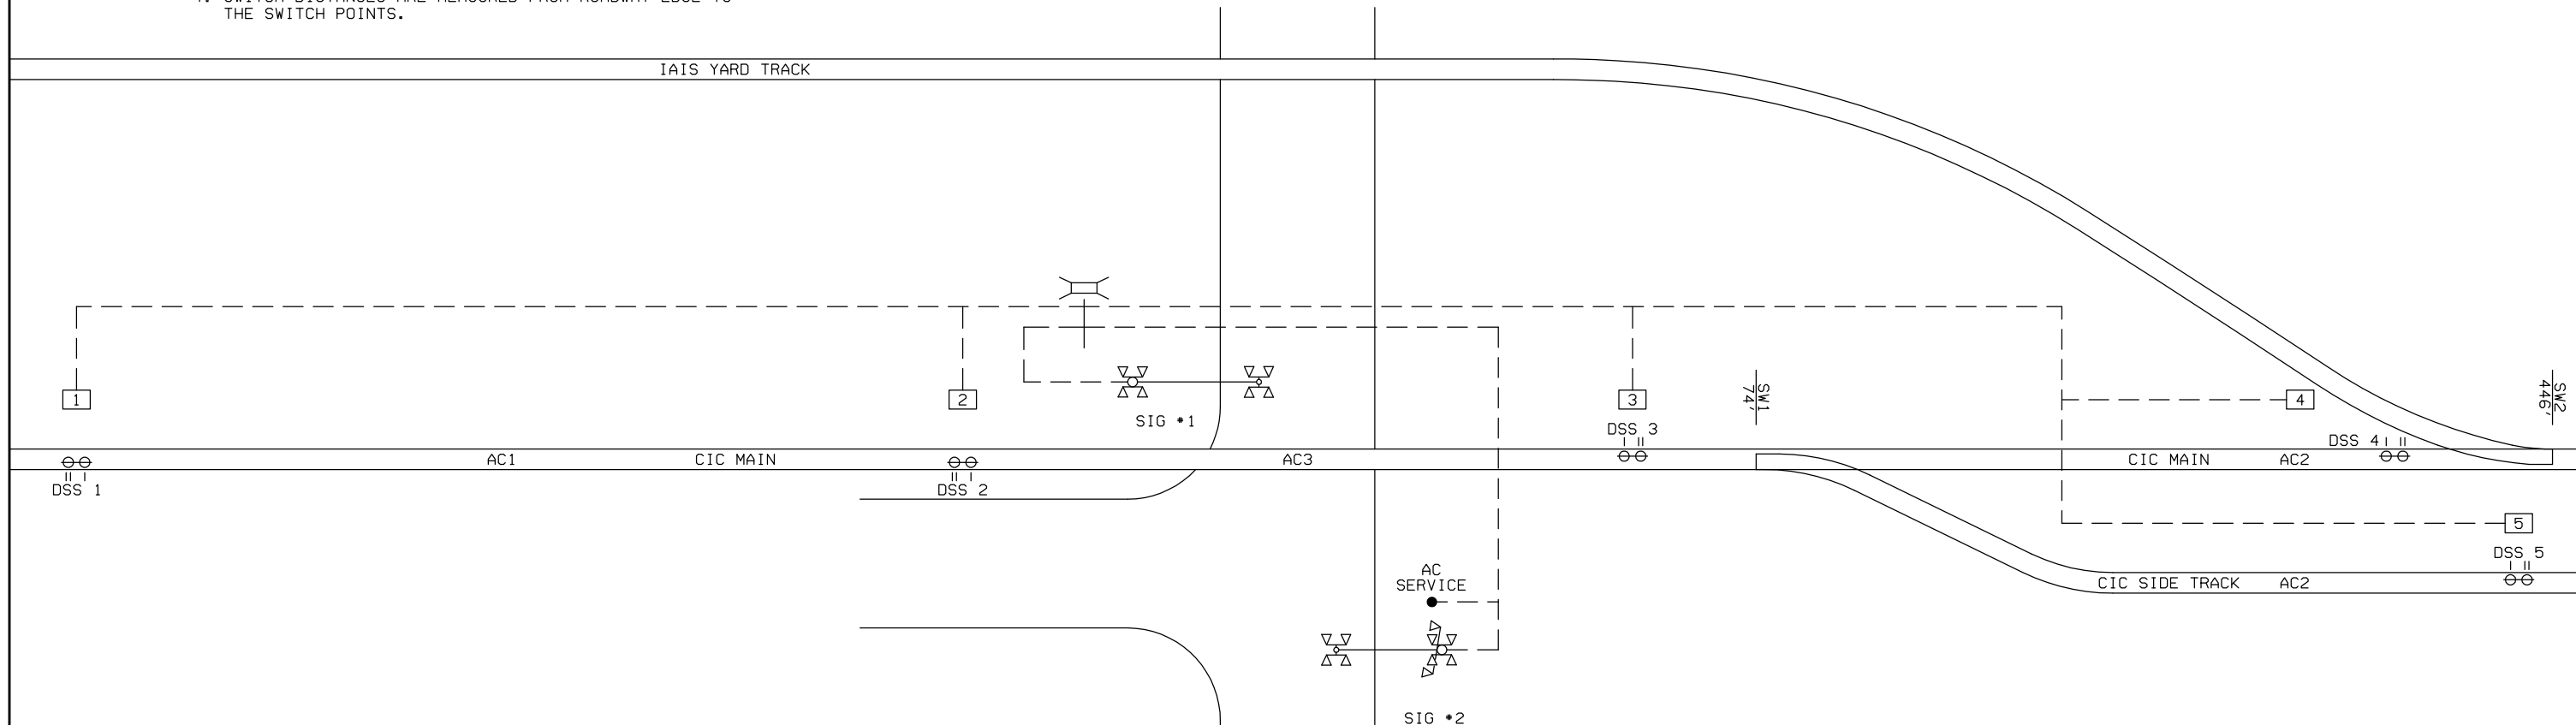 THE SWITCH POINTS.
IAIS YARD TRACK
1
2
3
4
SW1
74'
SW2
446'
SIG *1
DSS 3
DSS 4
AC1
CIC MAIN
AC3
CIC MAIN
AC2
DSS 1
DSS 2
5
DSS 5
AC
SERVICE
CIC SIDE TRACK
AC2
SIG *2